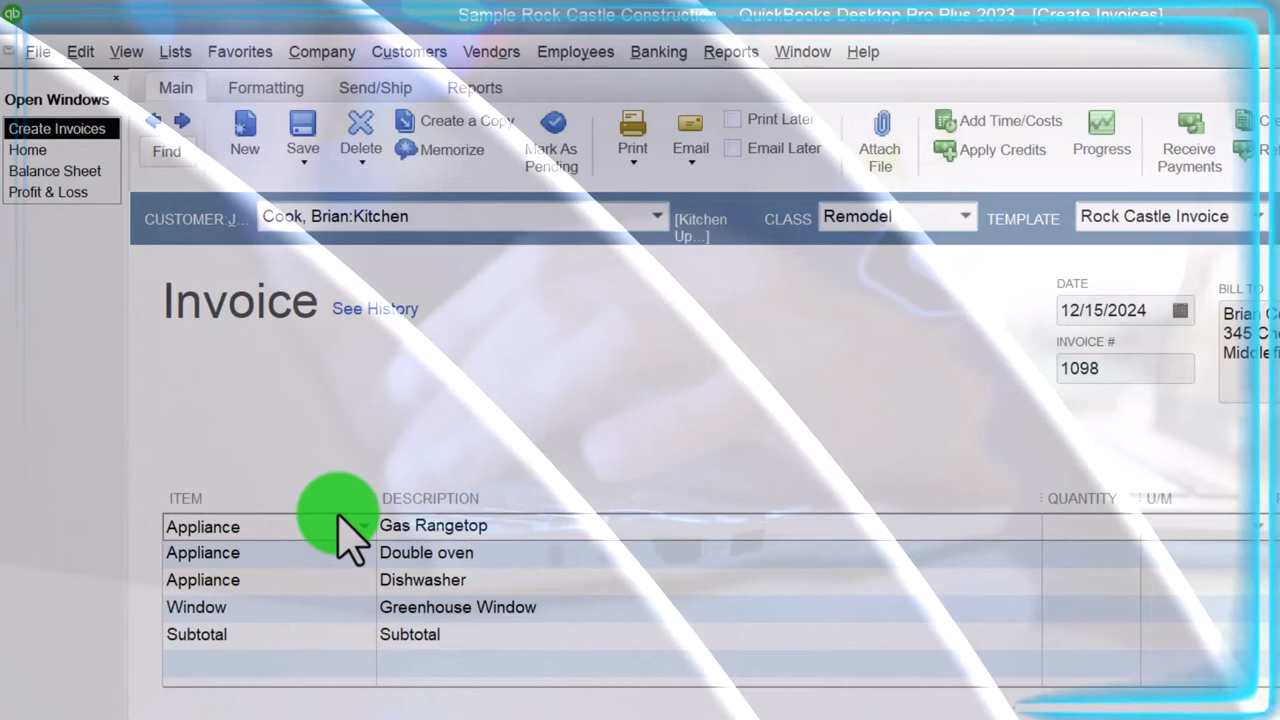 qb
Sample Rock Castle Construction - QuickBooks Desktop Pro Plus 2023 - [Create Invoices]
File Edit View Lists Favorites Company Customers Vendors Employees Banking Reports Window Help
Open Windows
Create Invoices
Home
Balance Sheet
Profit & Loss
Main Formatting Send/Ship Reports
Find
New
Save
Delete
Create a Copy
Memorize
Mark As
Pending
Print
Email
Print Later
Email Later
Attach
File
Add Time/Costs
Apply Credits
Progress
Receive
Payments
CUSTOMER:J... Cook, Brian:Kitchen [Kitchen
Up...]
CLASS Remodel TEMPLATE Rock Castle Invoice
Invoice See History
DATE
12/15/2024
INVOICE #
1098
BILL TO
Brian
345
ITEM DESCRIPTION QUANTITY U/M
Appliance Gas Rangetop
Appliance Double oven
Appliance Dishwasher
Window Greenhouse Window
Subtotal Subtotal